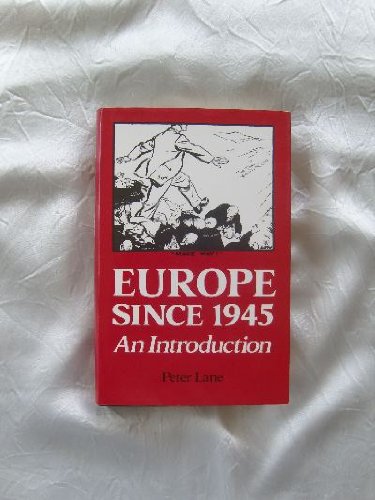 EUROPE
SINCE 1945
An Introduction
Peter Lane